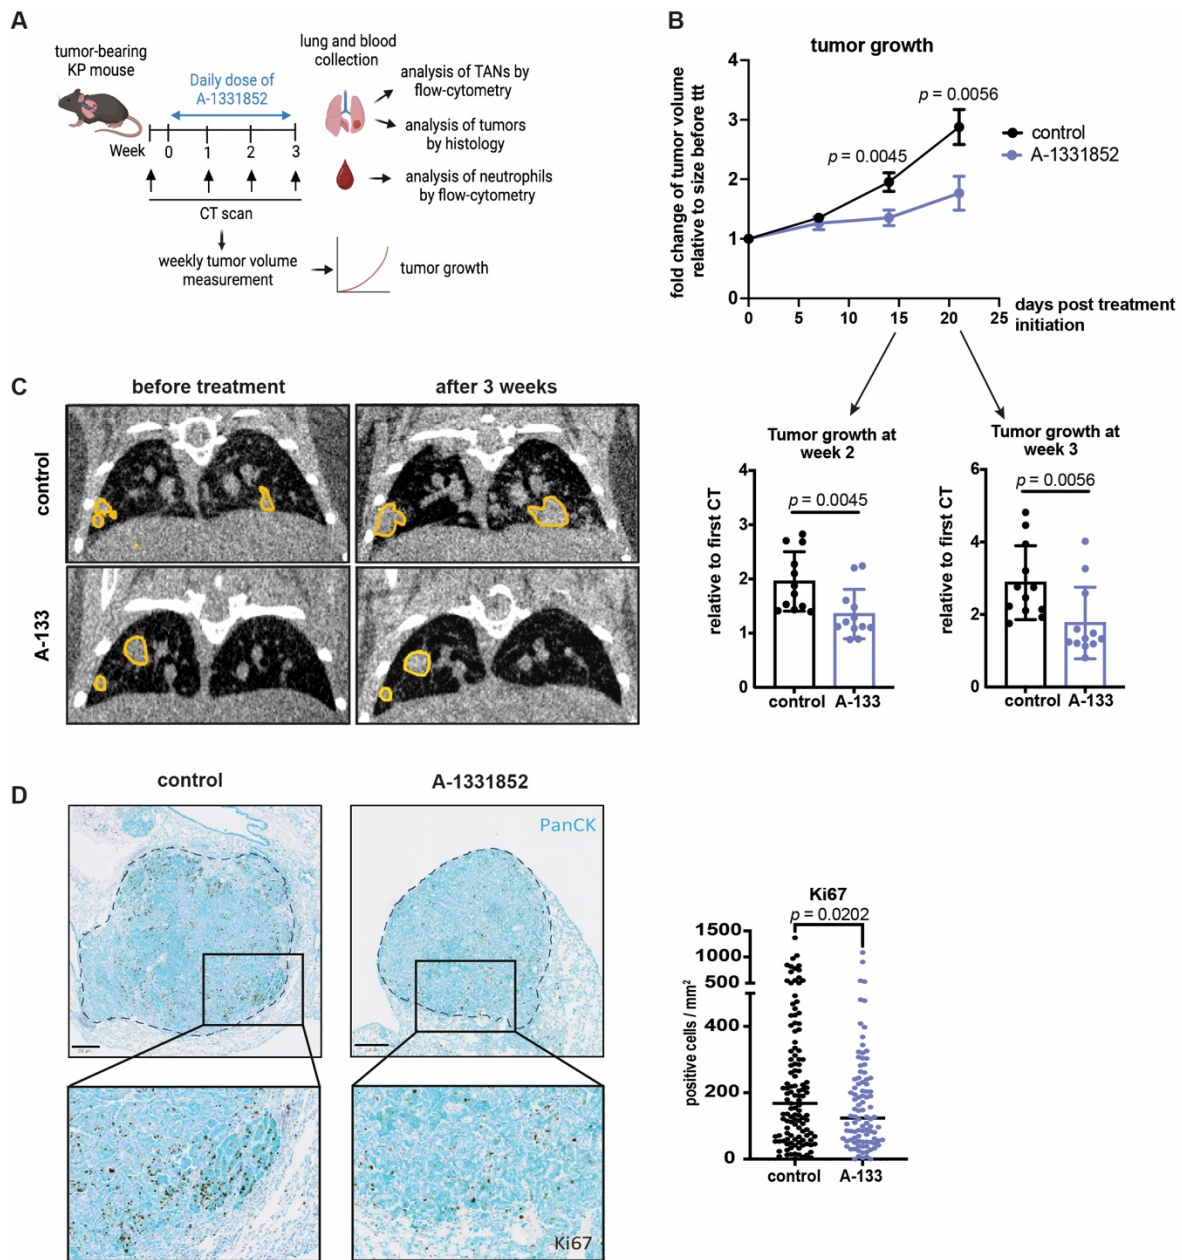 A
tumor-bearing
KP mouse
Daily dose of
A-1331852
Week
0
1
2
3
CT scan
weekly tumor volume
measurement
tumor growth
lung and blood
collection
analysis of TANs by
flow-cytometry
analysis of tumors
by histology
analysis of neutrophils
by flow-cytometry
B
tumor growth
fold change of tumor volume
relative to size before ttt
4
3
2
1
0
p = 0.0045
p = 0.0056
control
A-1331852
0
5
10
15
20
25
days post treatment
initiation
Tumor growth at
week 2
relative to first CT
4
3
2
1
0
p = 0.0045
control
A-133
Tumor growth at
week 3
relative to first CT
6
4
2
0
p = 0.0056
control
A-133
C
before treatment
after 3 weeks
control
A-133
D
control
A-1331852
PanCK
Ki67
Ki67
p = 0.0202
positive cells / mm²
1500
1000
500
400
200
0
control
A-133